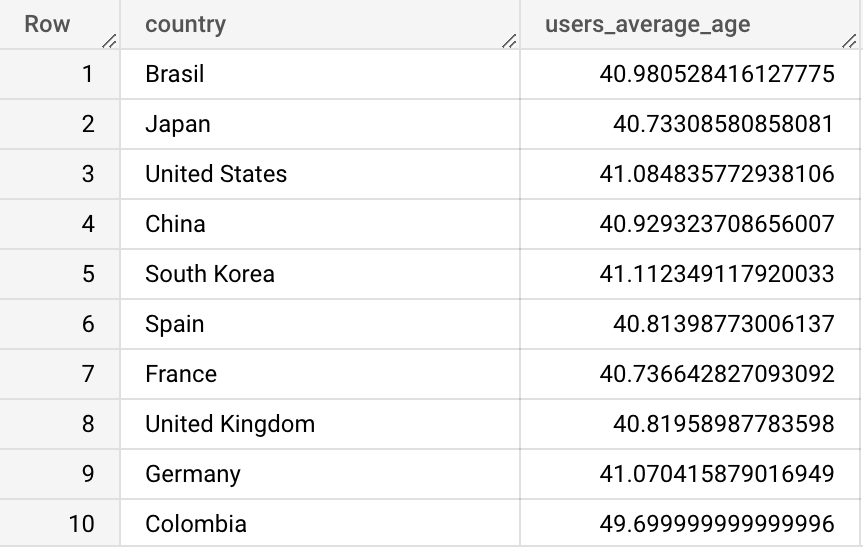 Row country users_average_age
1 Brasil 40.980528416127775
2 Japan 40.73308580858081
3 United States 41.084835772938106
4 China 40.929323708656007
5 South Korea 41.112349117920033
6 Spain 40.81398773006137
7 France 40.736642827093092
8 United Kingdom 40.81958987783598
9 Germany 41.070415879016949
10 Colombia 49.699999999999996